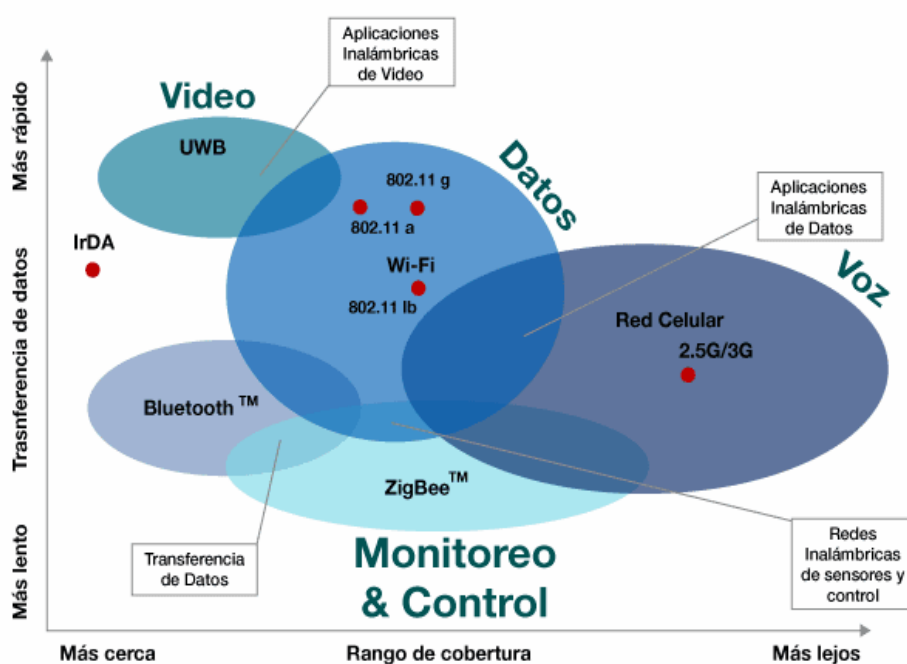 Aplicaciones
Inalámbricas
de Video
Video
UWB
Datos
802.11 g
802.11 a
Wi-Fi
802.11 lb
IrDA
Aplicaciones
Inalámbricas
de Datos
Voz
Red Celular
2.5G/3G
Bluetooth ™
ZigBee™
Transferencia
de Datos
Monitoreo
& Control
Redes
Inalámbricas
de sensores y
control
Más rápido
Trasnferencia de datos
Más lento
Más cerca
Rango de cobertura
Más lejos